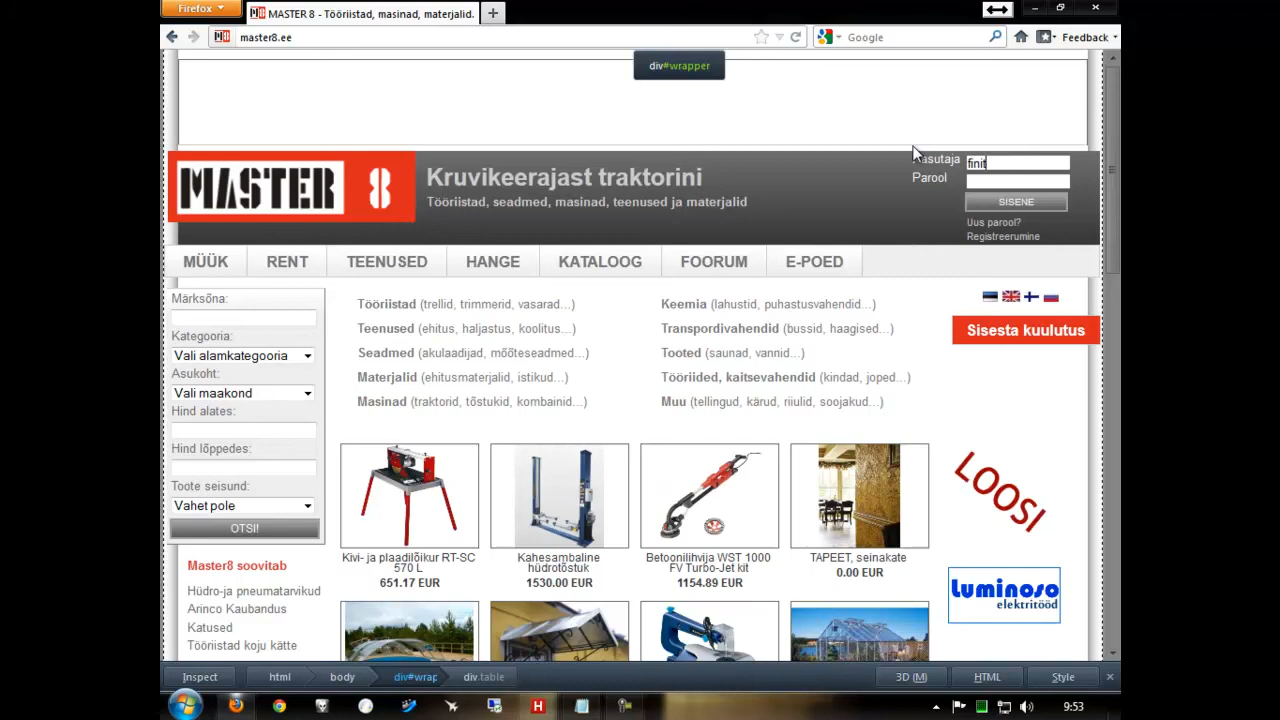 Firefox
MASTER 8 - Tööriistad, masinad, materjalid.
master8.ee
Google
Feedback
div#wrapper
MASTER 8
Kruvikeerajast traktorini
Tööriistad, seadmed, masinad, teenused ja materjalid
asutaja
finit
Parool
SISENE
Uus parool?
Registreerumine
MÜÜK
RENT
TEENUSED
HANGE
KATALOOG
FOORUM
E-POED
Märksõna:
Kategooria:
Vali alamkategooria
Asukoht:
Vali maakond
Hind alates:
Hind lõppedes:
Toote seisund:
Vahet pole
OTSI!
Tööriistad (trellid, trimmerid, vasarad...)
Teenused (ehitus, haljastus, koolitus...)
Seadmed (akulaadijad, mõõteseadmed...)
Materjalid (ehitusmaterjalid, istikud...)
Masinad (traktorid, tõstukid, kombainid...)
Keemia (lahustid, puhastusvahendid...)
Transpordivahendid (bussid, haagised...)
Tooted (saunad, vannid...)
Tööriided, kaitsevahendid (kindad, joped...)
Muu (tellingud, kärud, riiulid, soojakud...)
Sisesta kuulutus
Kivi- ja plaadilõikur RT-SC
570 L
651.17 EUR
Kahesambaline
hüdrotõstuk
1530.00 EUR
Betoonilihvija WST 1000
FV Turbo-Jet kit
1154.89 EUR
TAPEET, seinakate
0.00 EUR
LOOSI
Luminoso
elektritööd
Master8 soovitab
Hüdro-ja pneumatarvikud
Arinco Kaubandus
Katused
Tööriistad koju kätte
Inspect
html
body
div#wrap
div.table
3D (M)
HTML
Style
9:53